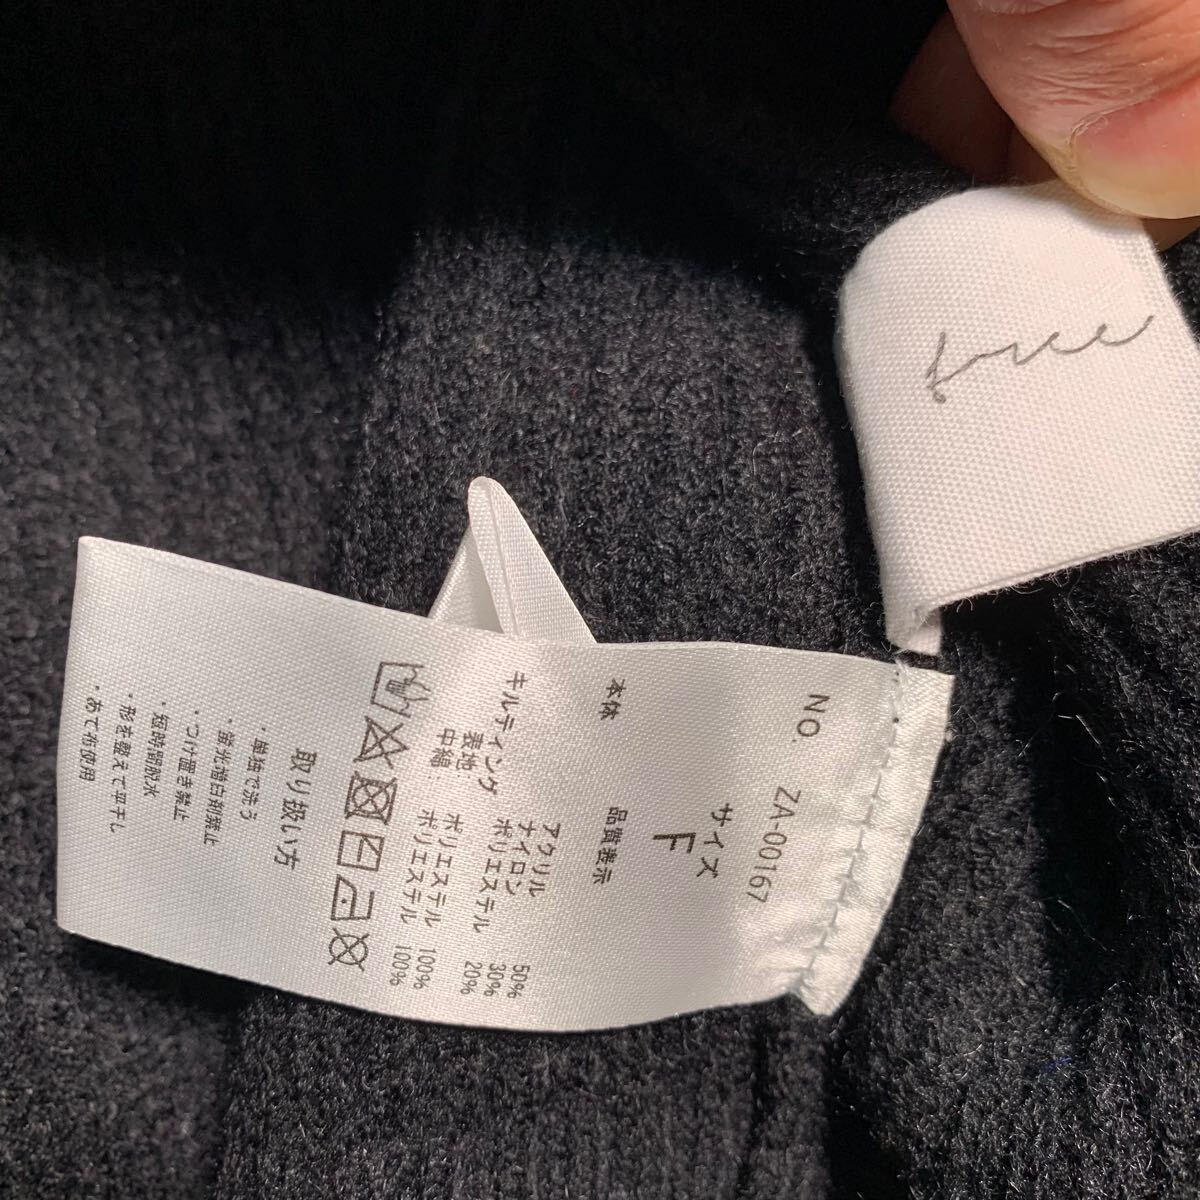 free
NO ZA-00167
サイズ
F
品質表示
本体 アクリル 50%
ナイロン 30%
ポリエステル 20%
キルティング
表地 ポリエステル 100%
中綿 ポリエステル 100%
取り扱い方
・単独で洗う
・蛍光増白剤禁止
・つけ置き禁止
・短時間脱水
・形を整えて平干し
・あて布使用